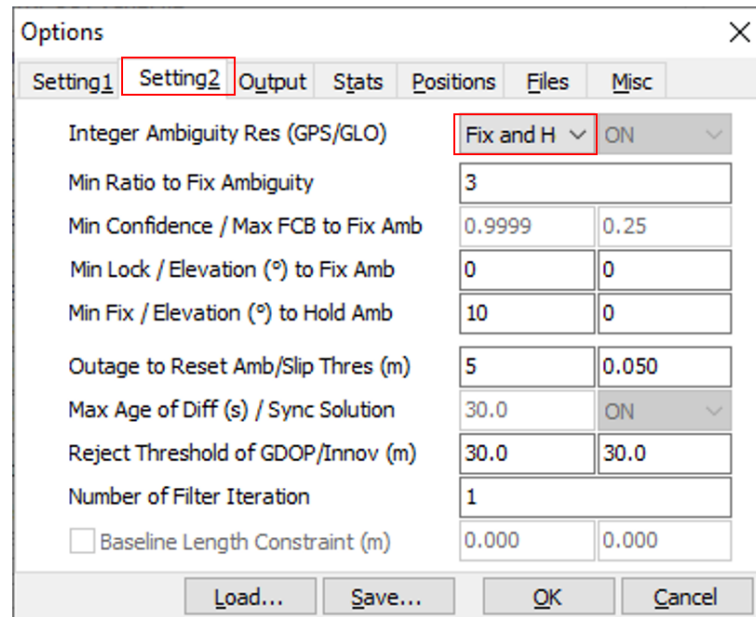 Options
Setting1 Setting2 Output Stats Positions Files Misc
Integer Ambiguity Res (GPS/GLO) Fix and H ON
Min Ratio to Fix Ambiguity 3
Min Confidence / Max FCB to Fix Amb 0.9999 0.25
Min Lock / Elevation (°) to Fix Amb 0 0
Min Fix / Elevation (°) to Hold Amb 10 0
Outage to Reset Amb/Slip Thres (m) 5 0.050
Max Age of Diff (s) / Sync Solution 30.0 ON
Reject Threshold of GDOP/Innov (m) 30.0 30.0
Number of Filter Iteration 1
Baseline Length Constraint (m) 0.000 0.000
Load... Save... OK Cancel